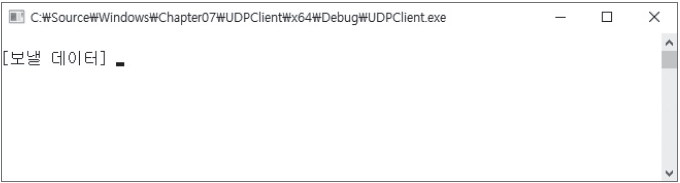 C:₩Source₩Windows₩Chapter07₩UDPClient₩x64₩Debug₩UDPClient.exe
[보낼 데이터]